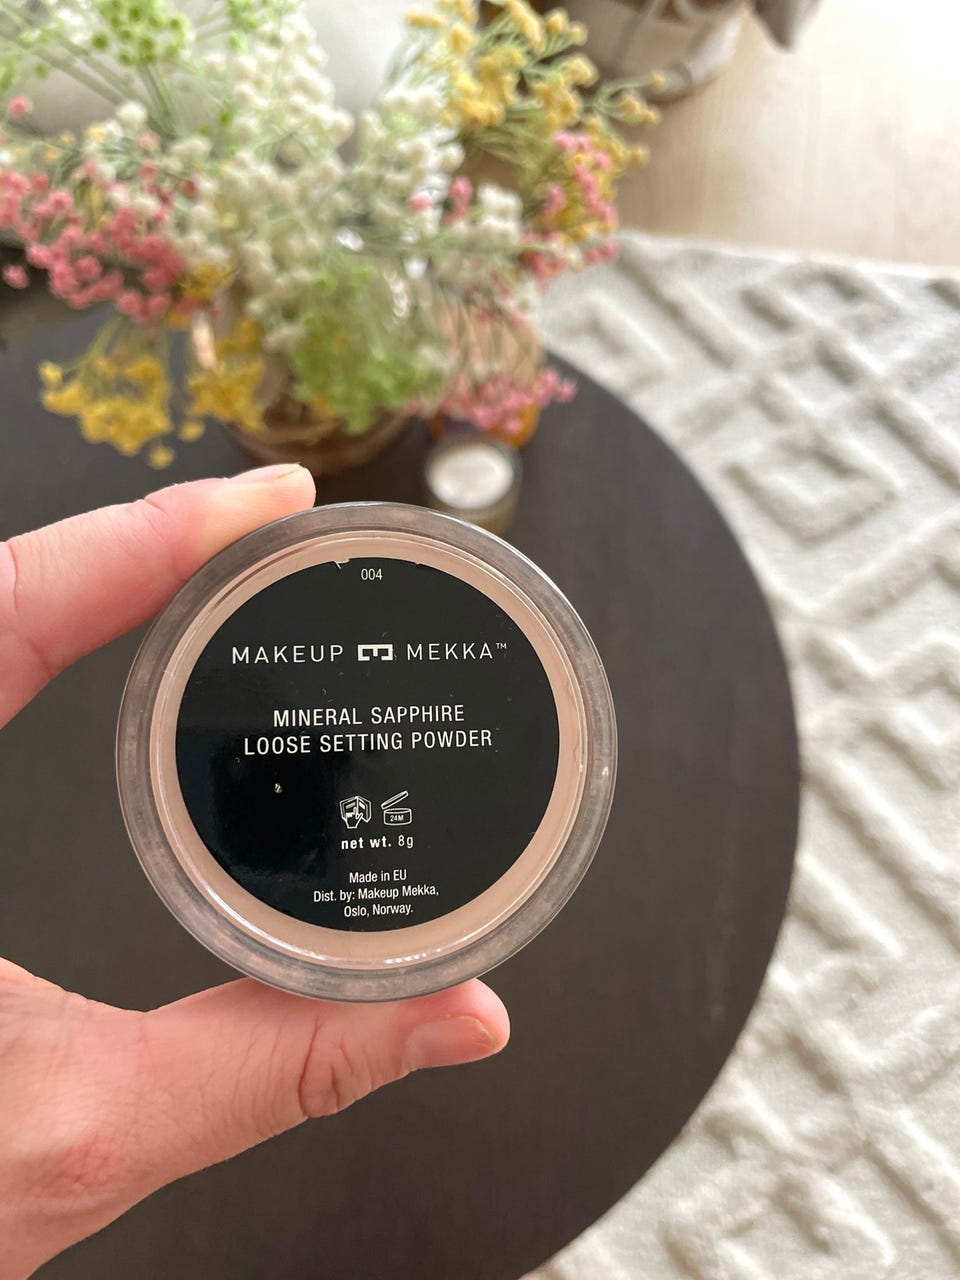 004
MAKEUP MEKKA™
MINERAL SAPPHIRE
LOOSE SETTING POWDER
24M
net wt. 8g
Made in EU
Dist. by: Makeup Mekka,
Oslo, Norway.